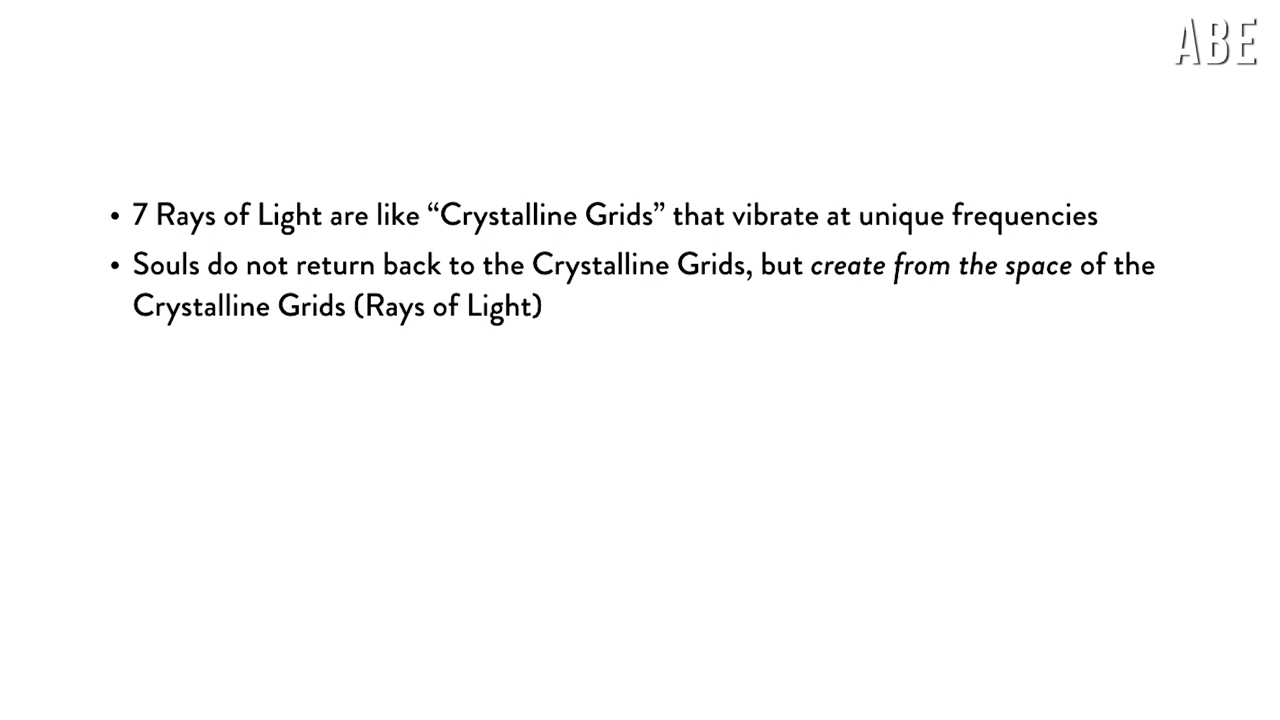 ABE
• 7 Rays of Light are like “Crystalline Grids” that vibrate at unique frequencies
• Souls do not return back to the Crystalline Grids, but create from the space of the
Crystalline Grids (Rays of Light)